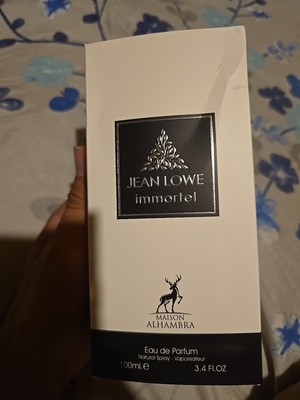 JEAN LOWE
immortel
MAISON
ALHAMBRA
Eau de Parfum
Natural Spray - Vaporisateur
100mL e 3.4 FL.OZ